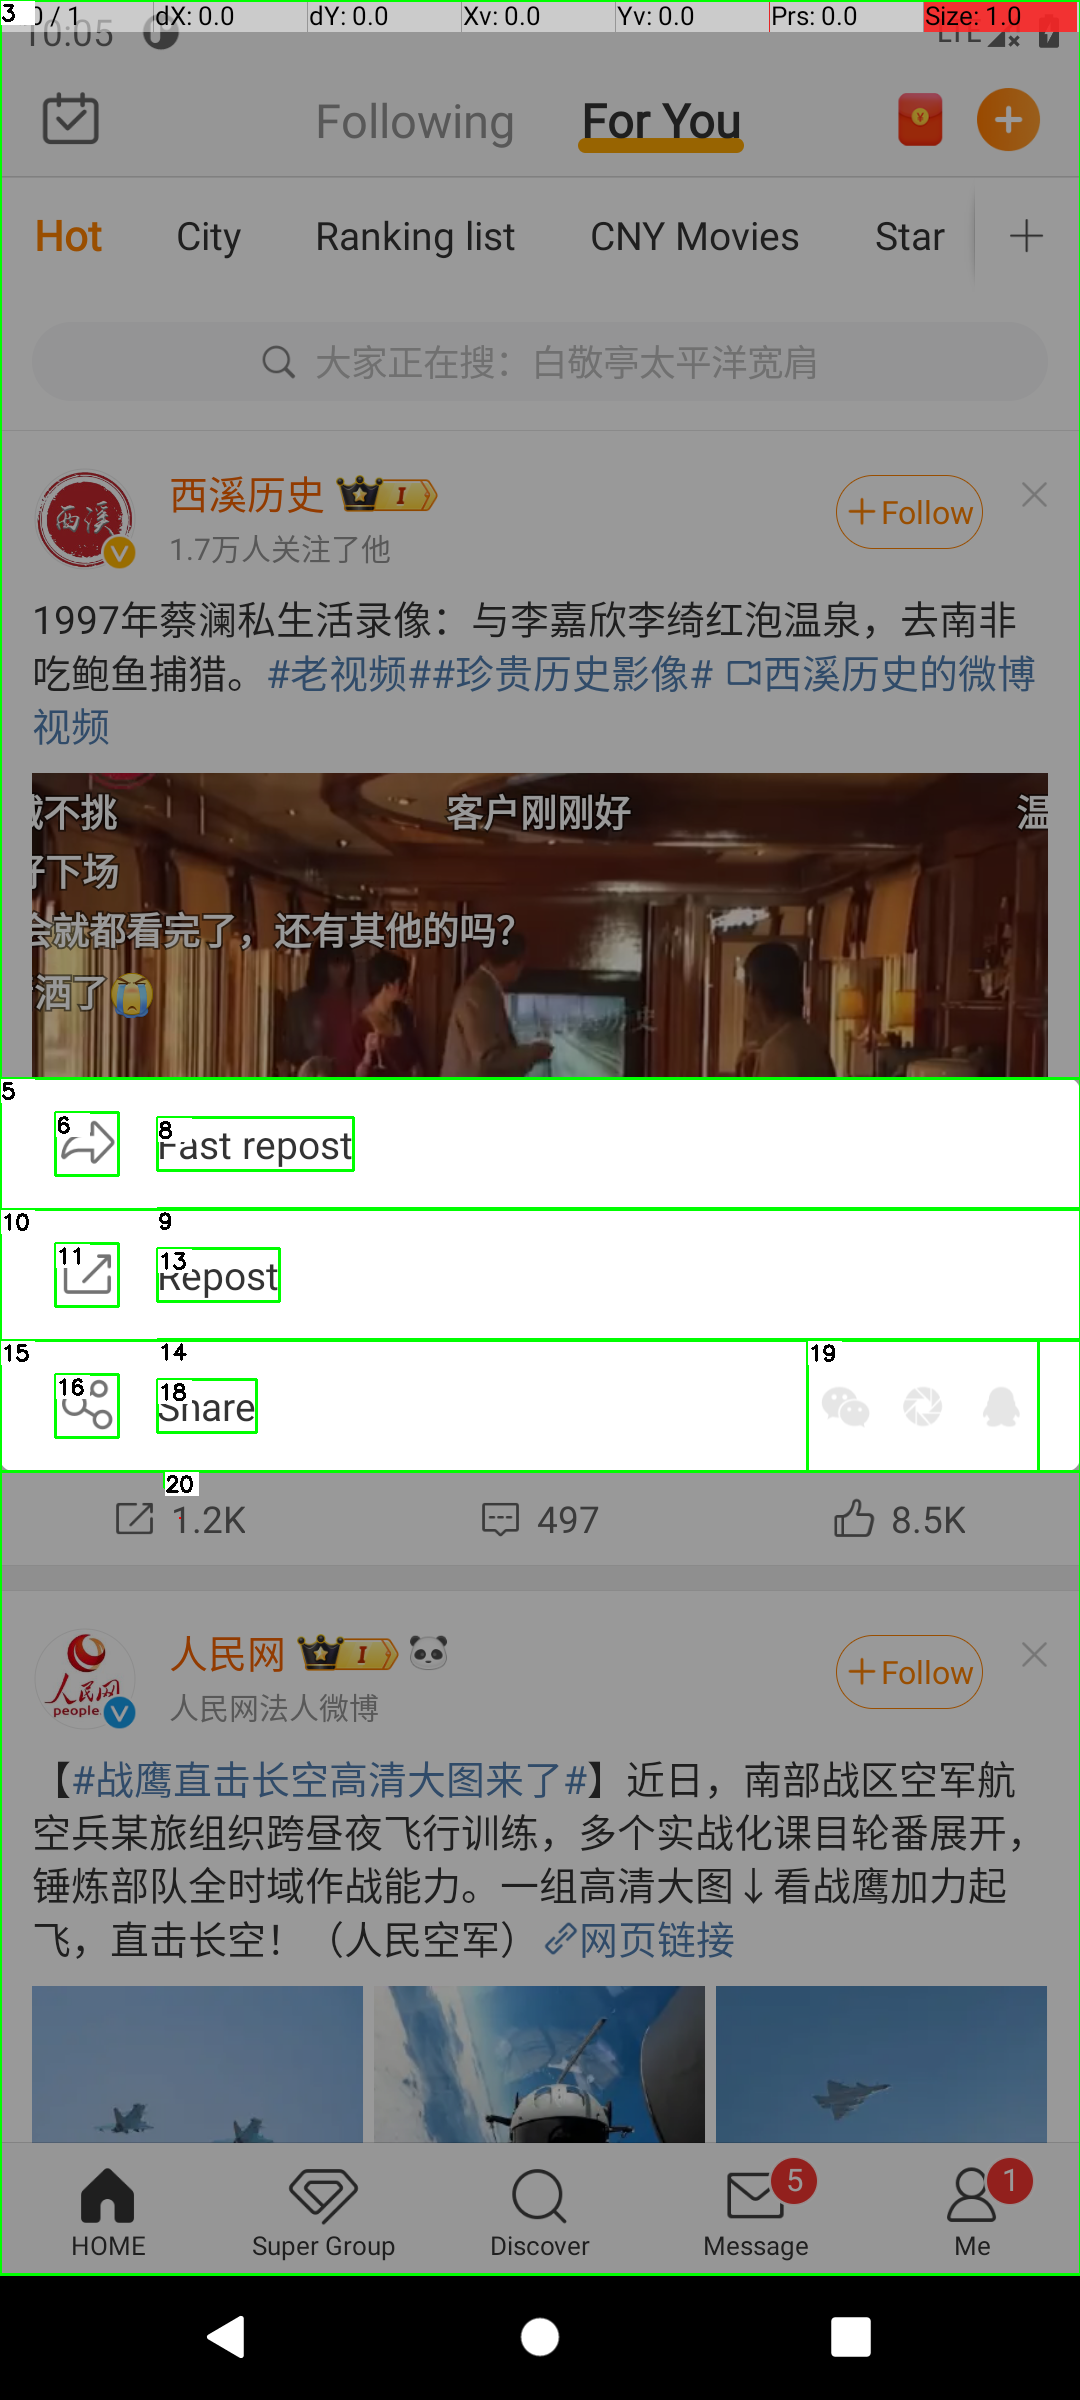 0 / 1 dX: 0.0 dY: 0.0 Xv: 0.0 Yv: 0.0 Prs: 0.0 Size: 1.0
3
10:05 LTE
Following For You
Hot City Ranking list CNY Movies Star
大家正在搜：白敬亭太平洋宽肩
西溪
西溪历史 I
1.7万人关注了他
+Follow
1997年蔡澜私生活录像：与李嘉欣李绮红泡温泉，去南非
吃鲍鱼捕猎。#老视频##珍贵历史影像# 西溪历史的微博
视频
不挑 客户刚刚好 温
好下场
会就都看完了，还有其他的吗？
洒了
5
6 8 Fast repost
10 9
11 13 Repost
15 14 19
16 18 Share
20
1.2K 497 8.5K
人民网
people
人民网 I
人民网法人微博
+Follow
【#战鹰直击长空高清大图来了#】近日，南部战区空军航
空兵某旅组织跨昼夜飞行训练，多个实战化课目轮番展开，
锤炼部队全时域作战能力。一组高清大图↓看战鹰加力起
飞，直击长空！（人民空军）网页链接
5 1
HOME Super Group Discover Message Me